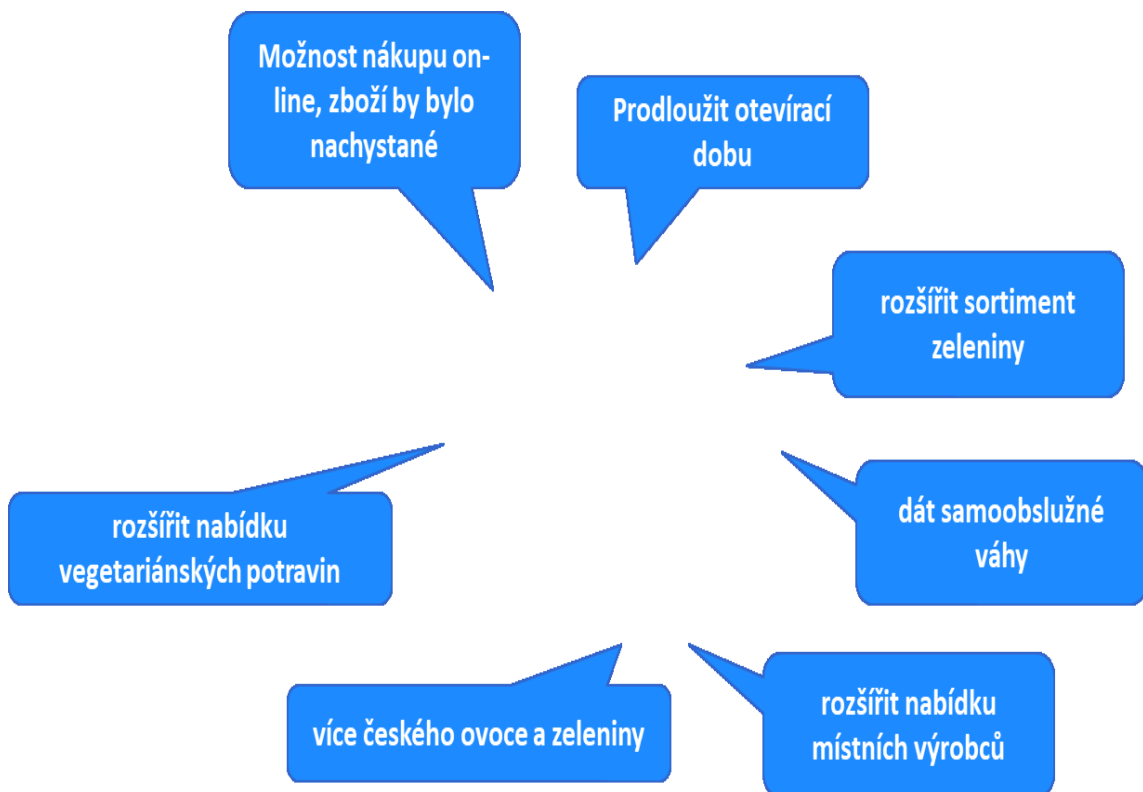 Možnost nákupu on-
line, zboží by bylo
nachystané
Prodloužit otevírací
dobu
rozšířit sortiment
zeleniny
rozšířit nabídku
vegetariánských potravin
dát samoobslužné
váhy
více českého ovoce a zeleniny
rozšířit nabídku
místních výrobců